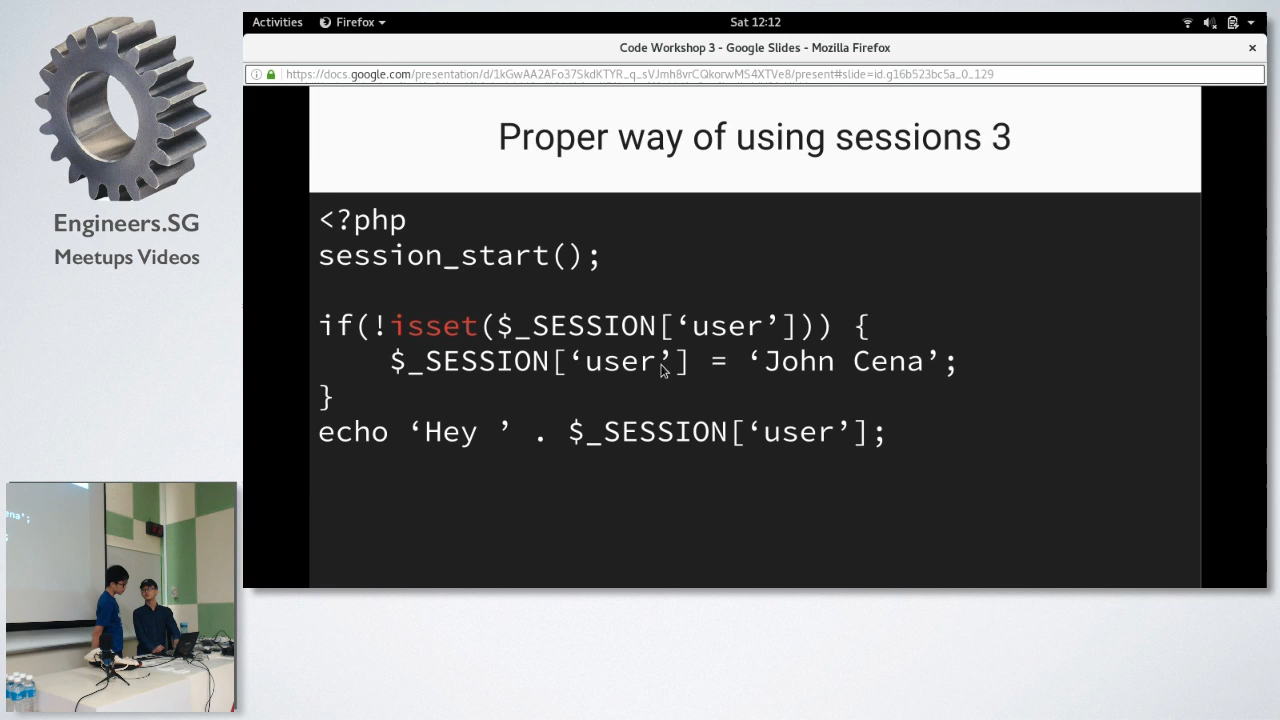 Activities
Firefox
Sat 12:12
Code Workshop 3 - Google Slides - Mozilla Firefox
https://docs.google.com/presentation/d/1kGwAA2AFo37SkdKTYR_q_sVJmh8vrCQkorwMS4XTVe8/present#slide=id.g16b523bc5a_0_129
Proper way of using sessions 3
<?php
session_start();
if(!isset($_SESSION[‘user’])) {
$_SESSION[‘user’] = ‘John Cena’;
}
echo ‘Hey ’ . $_SESSION[‘user’];
Engineers.SG
Meetups Videos
ena’;